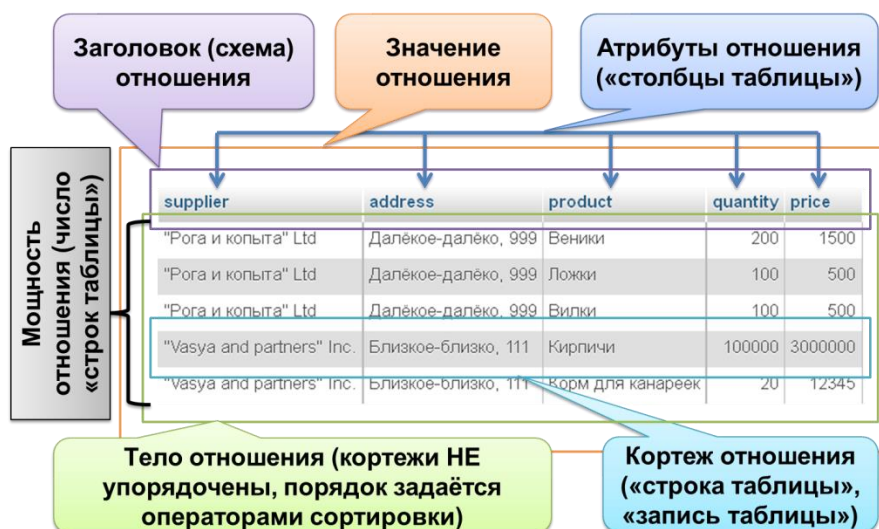 Заголовок (схема)
отношения
Значение
отношения
Атрибуты отношения
(«столбцы таблицы»)
Мощность
отношения (число
«строк таблицы»)
supplier address product quantity price
"Рога и копыта" Ltd Далёкое-далёко, 999 Веники 200 1500
"Рога и копыта" Ltd Далёкое-далёко, 999 Ложки 100 500
"Рога и копыта" Ltd Далёкое-далёко, 999 Вилки 100 500
"Vasya and partners" Inc. Близкое-близко, 111 Кирпичи 100000 3000000
"Vasya and partners" Inc. Близкое-близко, 111 Корм для канареек 20 12345
Тело отношения (кортежи НЕ
упорядочены, порядок задаётся
операторами сортировки)
Кортеж отношения
(«строка таблицы»,
«запись таблицы»)